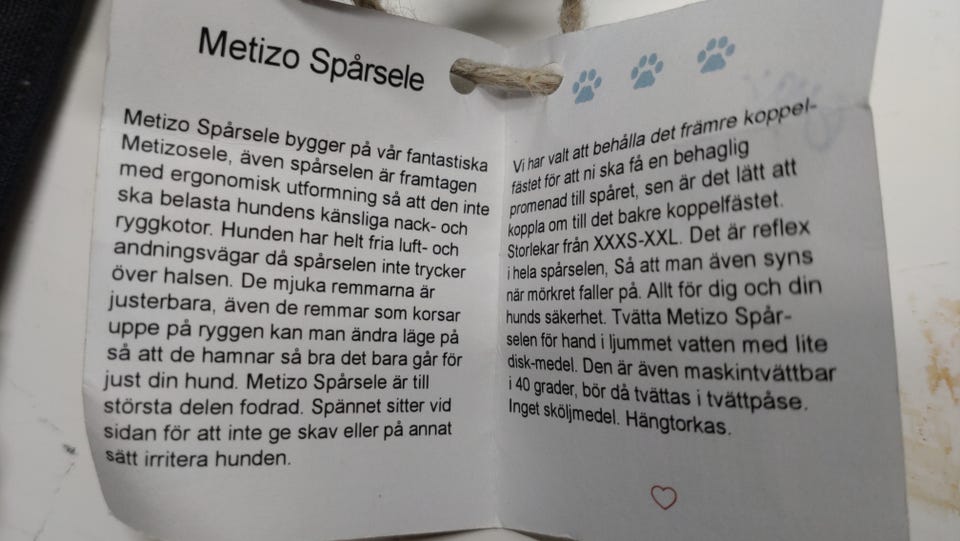 Metizo Spårsele
Metizo Spårsele bygger på vår fantastiska
Metizosele, även spårselen är framtagen
med ergonomisk utformning så att den inte
ska belasta hundens känsliga nack- och
ryggkotor. Hunden har helt fria luft- och
andningsvägar då spårselen inte trycker
över halsen. De mjuka remmarna är
justerbara, även de remmar som korsar
uppe på ryggen kan man ändra läge på
så att de hamnar så bra det bara går för
just din hund. Metizo Spårsele är till
största delen fodrad. Spännet sitter vid
sidan för att inte ge skav eller på annat
sätt irritera hunden.
Vi har valt att behålla det främre koppel-
fästet för att ni ska få en behaglig
promenad till spåret, sen är det lätt att
koppla om till det bakre koppelfästet.
Storlekar från XXXS-XXL. Det är reflex
i hela spårselen, Så att man även syns
när mörkret faller på. Allt för dig och din
hunds säkerhet. Tvätta Metizo Spår-
selen för hand i ljummet vatten med lite
disk-medel. Den är även maskintvättbar
i 40 grader, bör då tvättas i tvättpåse.
Inget sköljmedel. Hängtorkas.